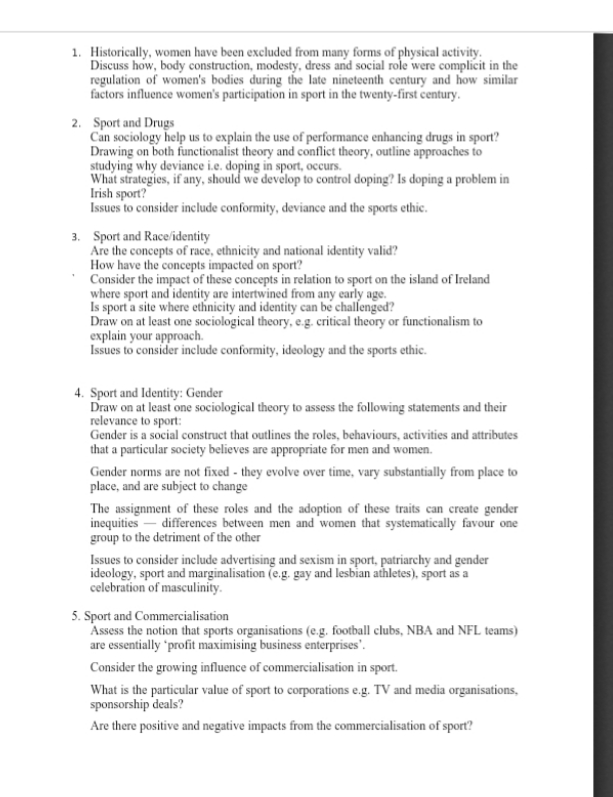 1. Historically, women have been excluded from many forms of physical activity.
Discuss how, body construction, modesty, dress and social role were complicit in the
regulation of women's bodies during the late nineteenth century and how similar
factors influence women's participation in sport in the twenty-first century.
2. Sport and Drugs
Can sociology help us to explain the use of performance enhancing drugs in sport?
Drawing on both functionalist theory and conflict theory, outline approaches to
studying why deviance i.e. doping in sport, occurs.
What strategies, if any, should we develop to control doping? Is doping a problem in
Irish sport?
Issues to consider include conformity, deviance and the sports ethic.
3. Sport and Race/identity
Are the concepts of race, ethnicity and national identity valid?
How have the concepts impacted on sport?
Consider the impact of these concepts in relation to sport on the island of Ireland
where sport and identity are intertwined from any early age.
Is sport a site where ethnicity and identity can be challenged?
Draw on at least one sociological theory, e.g. critical theory or functionalism to
explain your approach.
Issues to consider include conformity, ideology and the sports ethic.
4. Sport and Identity: Gender
Draw on at least one sociological theory to assess the following statements and their
relevance to sport:
Gender is a social construct that outlines the roles, behaviours, activities and attributes
that a particular society believes are appropriate for men and women.
Gender norms are not fixed - they evolve over time, vary substantially from place to
place, and are subject to change
The assignment of these roles and the adoption of these traits can create gender
inequities — differences between men and women that systematically favour one
group to the detriment of the other
Issues to consider include advertising and sexism in sport, patriarchy and gender
ideology, sport and marginalisation (e.g. gay and lesbian athletes), sport as a
celebration of masculinity.
5. Sport and Commercialisation
Assess the notion that sports organisations (e.g. football clubs, NBA and NFL teams)
are essentially 'profit maximising business enterprises'.
Consider the growing influence of commercialisation in sport.
What is the particular value of sport to corporations e.g. TV and media organisations,
sponsorship deals?
Are there positive and negative impacts from the commercialisation of sport?